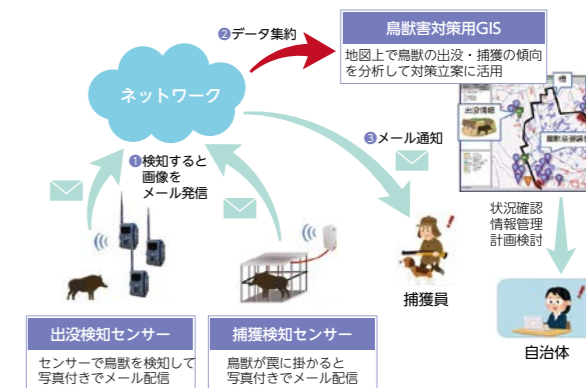 ❷データ集約
鳥獣害対策用GIS
地図上で鳥獣の出没・捕獲の傾向
を分析して対策立案に活用
ネットワーク
檻
出没情報
❶検知すると
画像を
メール発信
❸メール通知
状況確認
情報管理
計画検討
捕獲員
自治体
出没検知センサー
センサーで鳥獣を検知して
写真付きでメール配信
捕獲検知センサー
鳥獣が罠に掛かると
写真付きでメール配信